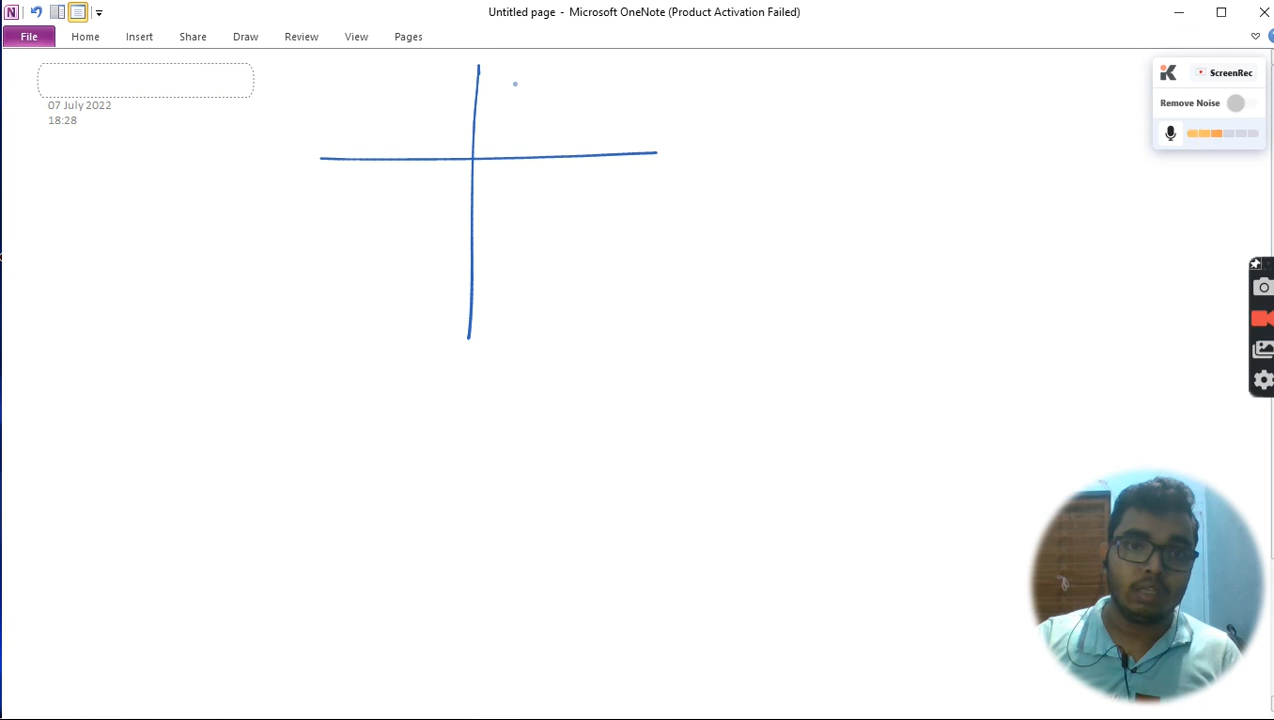 Untitled page - Microsoft OneNote (Product Activation Failed)
File Home Insert Share Draw Review View Pages
07 July 2022
18:28
ScreenRec
Remove Noise